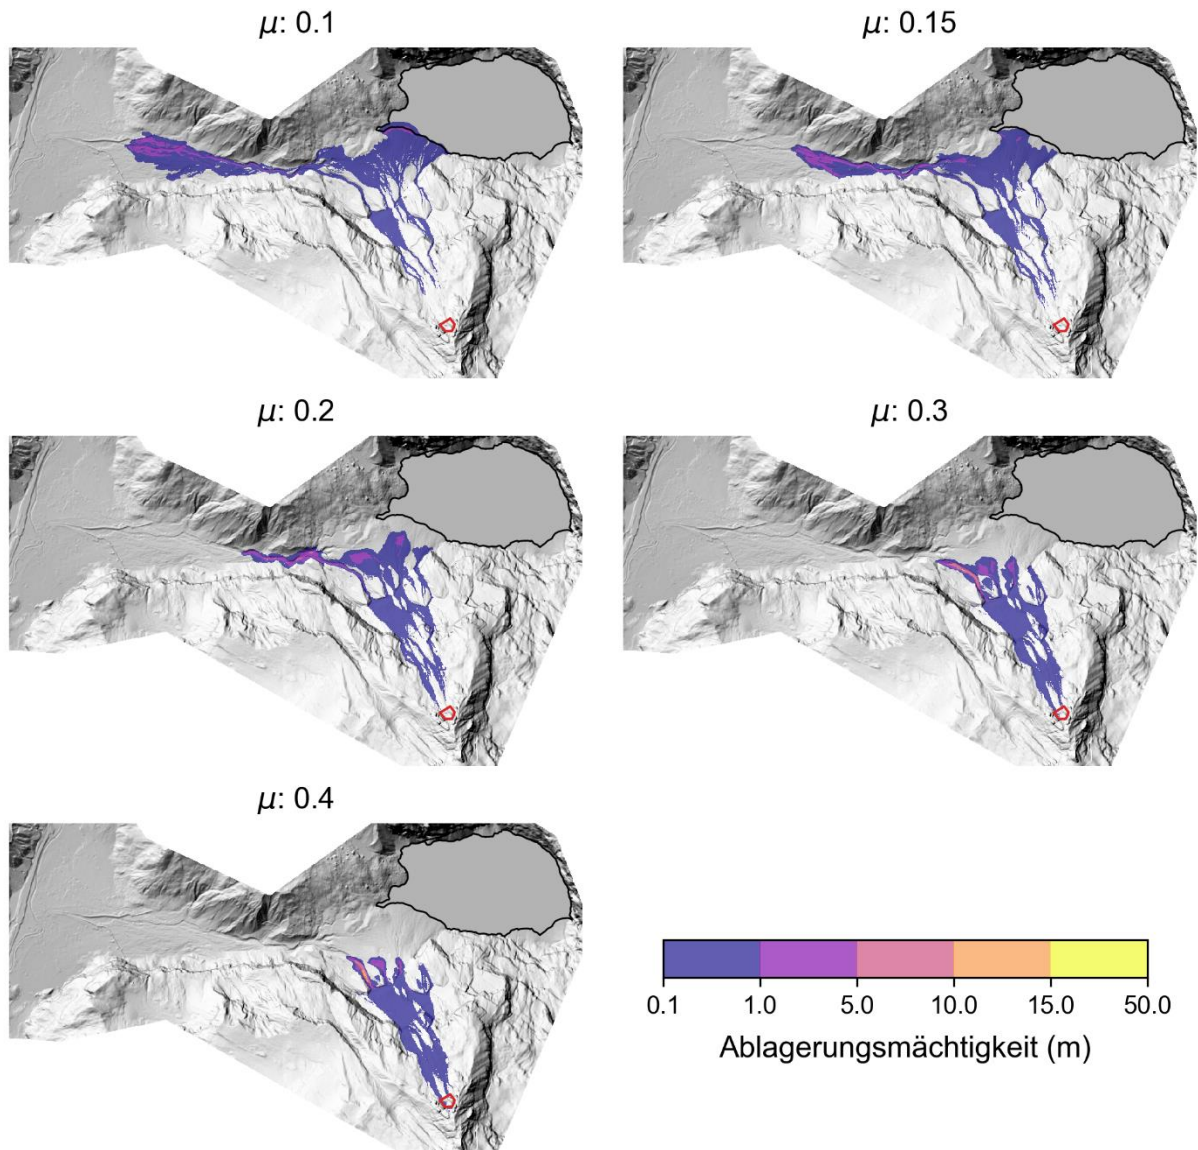 μ: 0.1
μ: 0.15
μ: 0.2
μ: 0.3
μ: 0.4
0.1 1.0 5.0 10.0 15.0 50.0
Ablagerungsmächtigkeit (m)